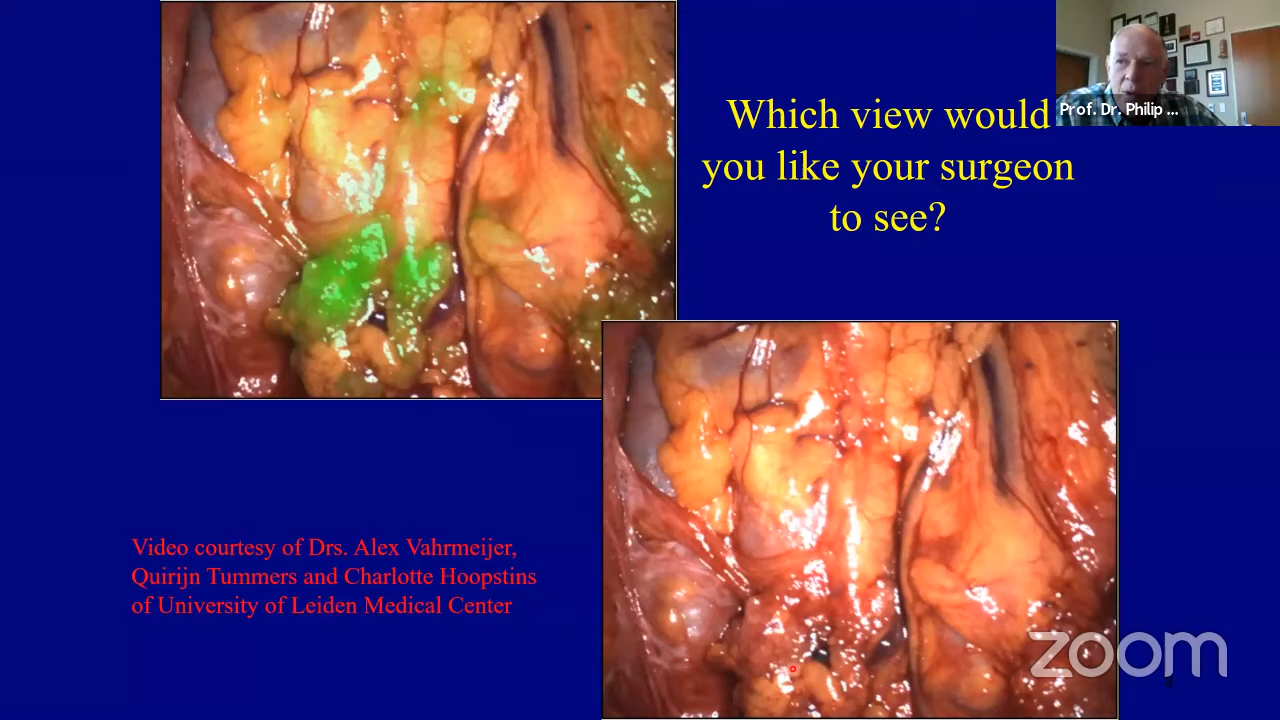 Prof. Dr. Philip ...
Which view would
you like your surgeon
to see?
Video courtesy of Drs. Alex Vahrmeijer,
Quirijn Tummers and Charlotte Hoopstins
of University of Leiden Medical Center
zoom